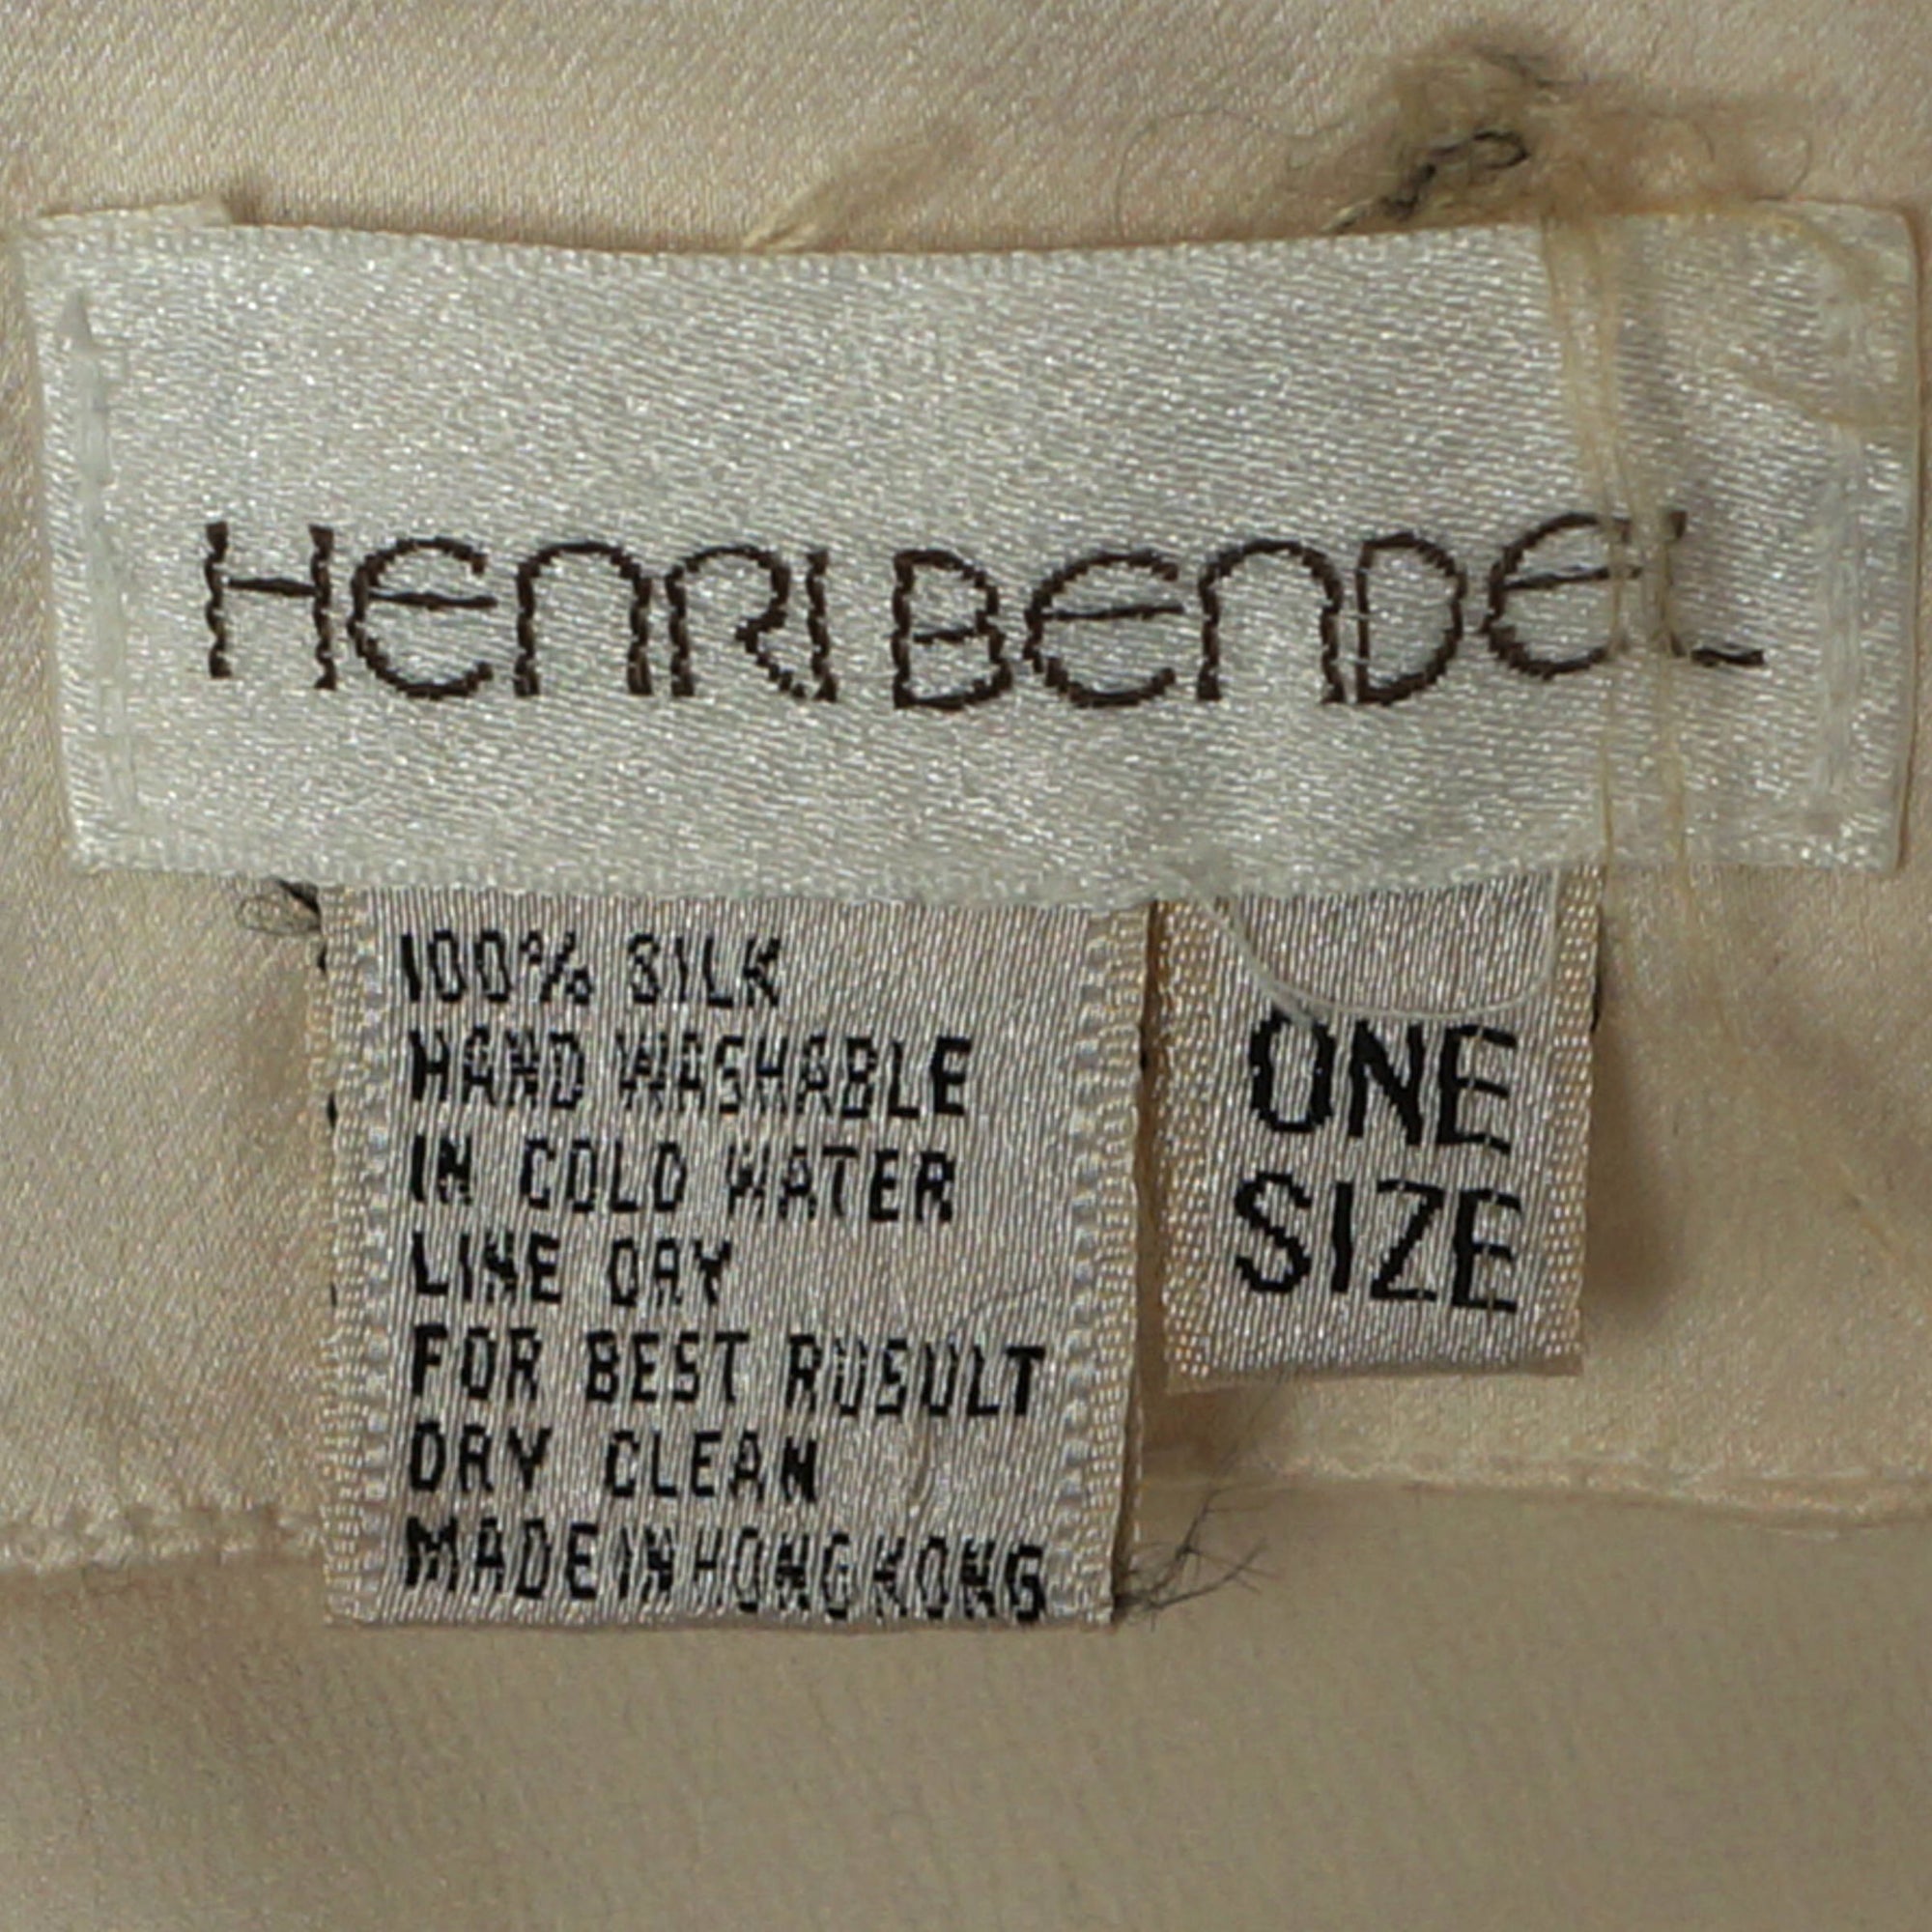 HENRI BENDEL
100% SILK
HAND WASHABLE
IN COLD WATER
LINE DRY
FOR BEST RUSULT
DRY CLEAN
MADE IN HONG KONG
ONE
SIZE